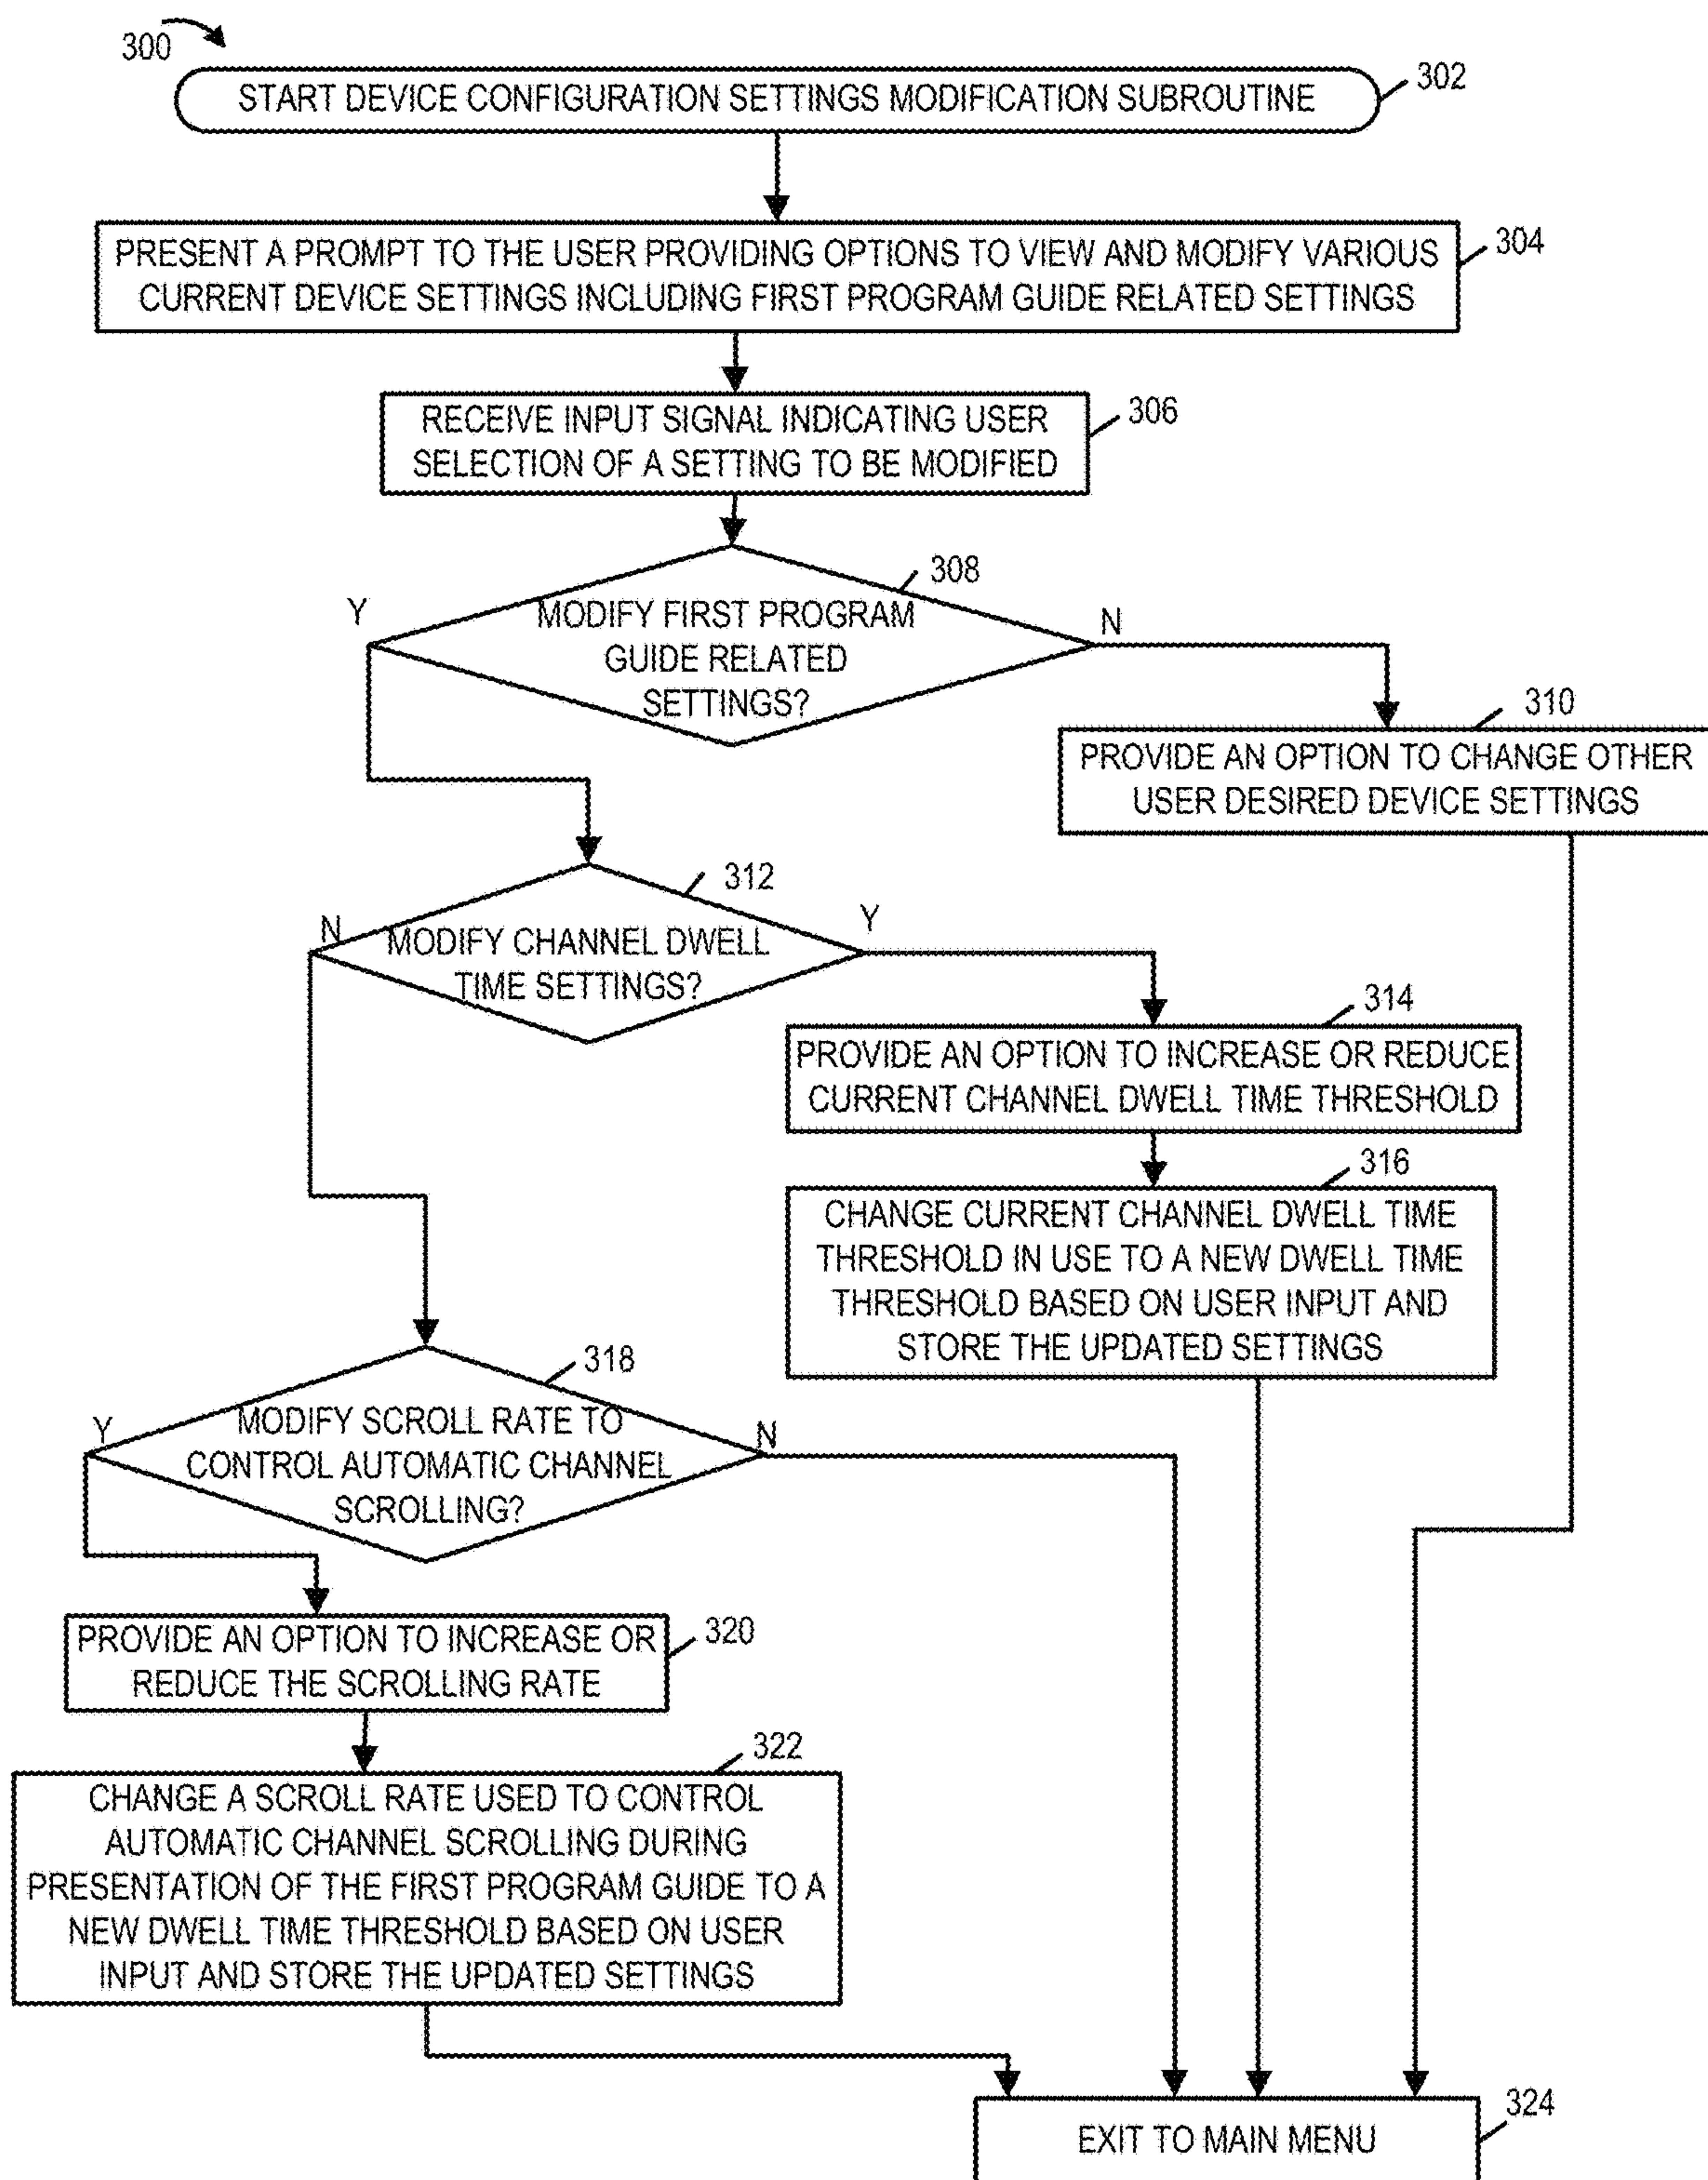 300
START DEVICE CONFIGURATION SETTINGS MODIFICATION SUBROUTINE
302
PRESENT A PROMPT TO THE USER PROVIDING OPTIONS TO VIEW AND MODIFY VARIOUS
CURRENT DEVICE SETTINGS INCLUDING FIRST PROGRAM GUIDE RELATED SETTINGS
304
RECEIVE INPUT SIGNAL INDICATING USER
SELECTION OF A SETTING TO BE MODIFIED
306
308
Y
MODIFY FIRST PROGRAM
GUIDE RELATED
SETTINGS?
N
310
PROVIDE AN OPTION TO CHANGE OTHER
USER DESIRED DEVICE SETTINGS
312
N
MODIFY CHANNEL DWELL
TIME SETTINGS?
Y
314
PROVIDE AN OPTION TO INCREASE OR REDUCE
CURRENT CHANNEL DWELL TIME THRESHOLD
316
CHANGE CURRENT CHANNEL DWELL TIME
THRESHOLD IN USE TO A NEW DWELL TIME
THRESHOLD BASED ON USER INPUT AND
STORE THE UPDATED SETTINGS
318
Y
MODIFY SCROLL RATE TO
CONTROL AUTOMATIC CHANNEL
SCROLLING?
N
PROVIDE AN OPTION TO INCREASE OR
REDUCE THE SCROLLING RATE
320
322
CHANGE A SCROLL RATE USED TO CONTROL
AUTOMATIC CHANNEL SCROLLING DURING
PRESENTATION OF THE FIRST PROGRAM GUIDE TO A
NEW DWELL TIME THRESHOLD BASED ON USER
INPUT AND STORE THE UPDATED SETTINGS
EXIT TO MAIN MENU
324